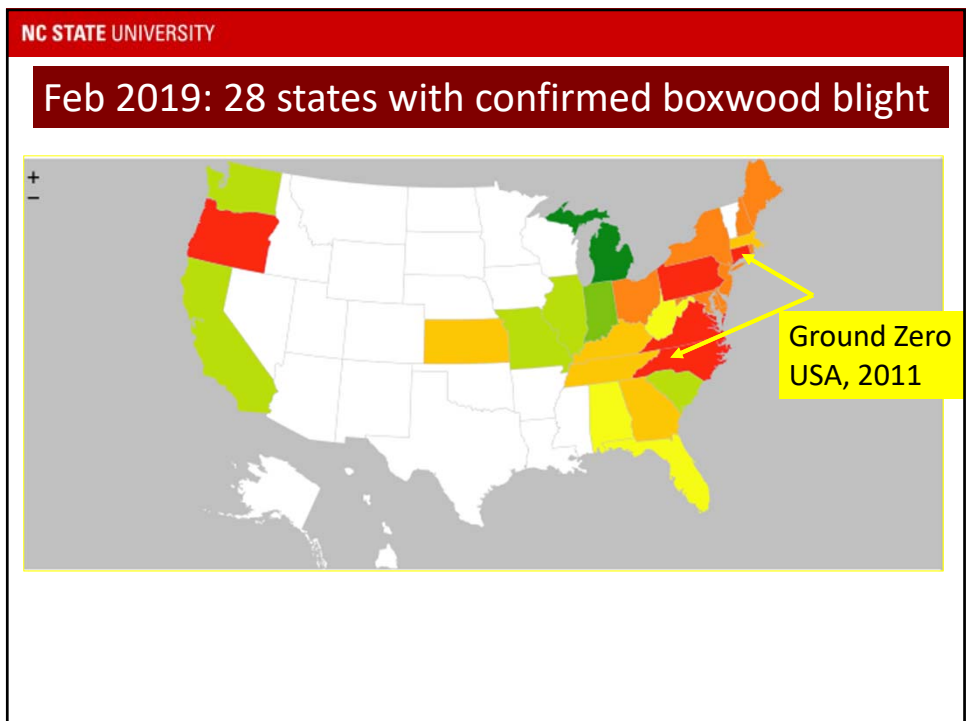 NC STATE UNIVERSITY
Feb 2019: 28 states with confirmed boxwood blight
+
−
Ground Zero
USA, 2011